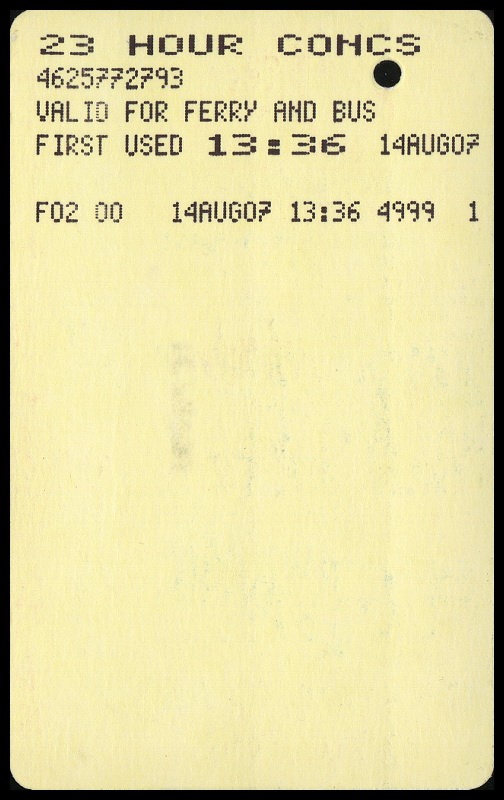 23 HOUR CONCS
4625772793
VALID FOR FERRY AND BUS
FIRST USED 13:36 14AUG07
F02 00 14AUG07 13:36 4999 1